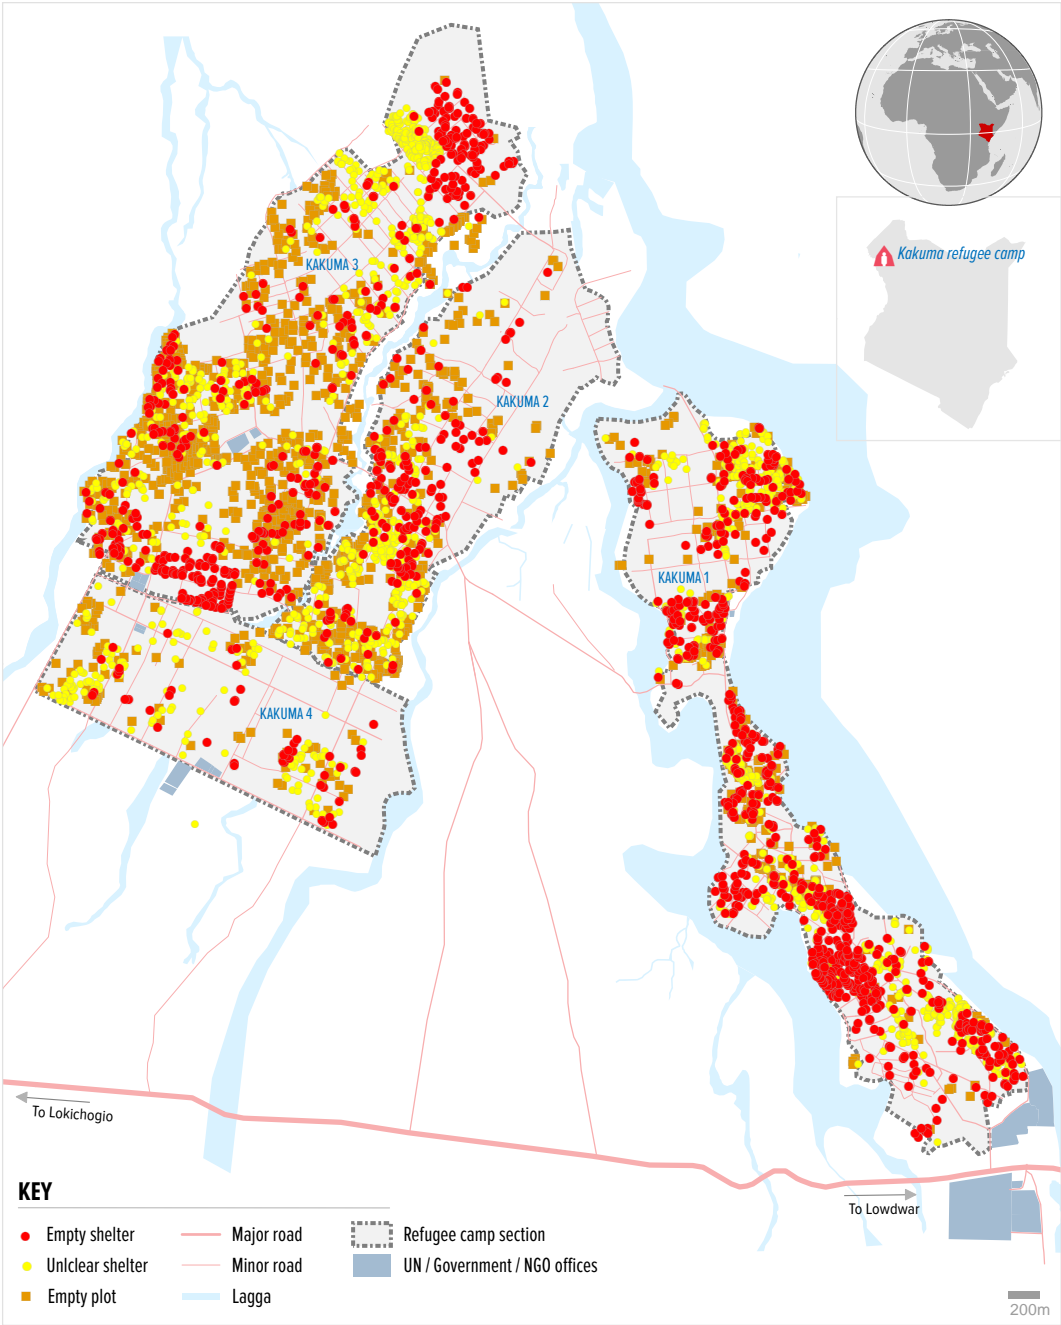 Kakuma refugee camp
KAKUMA 3
KAKUMA 2
KAKUMA 1
KAKUMA 4
To Lokichogio
To Lowdwar
KEY
Empty shelter
Unlclear shelter
Empty plot
Major road
Minor road
Lagga
Refugee camp section
UN / Government / NGO offices
200m